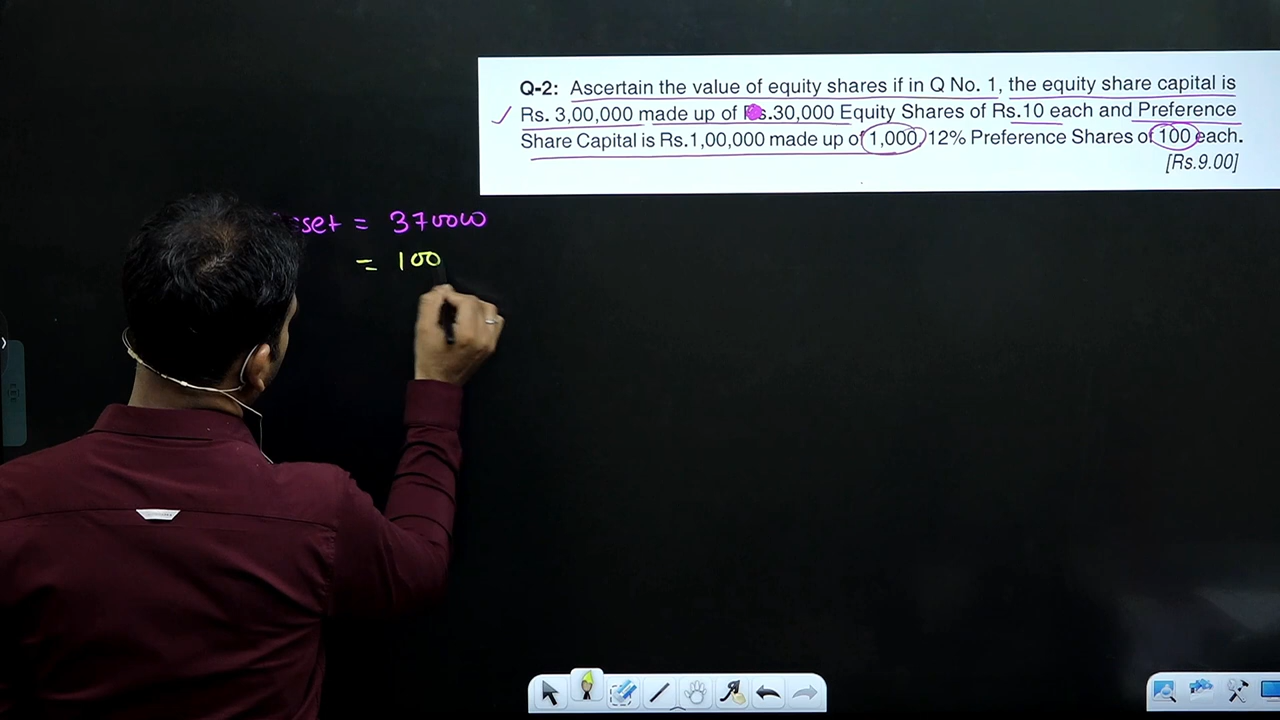 Q-2: Ascertain the value of equity shares if in Q No. 1, the equity share capital is
Rs. 3,00,000 made up of Rs.30,000 Equity Shares of Rs.10 each and Preference
Share Capital is Rs.1,00,000 made up of 1,000, 12% Preference Shares of 100 each.
[Rs.9.00]
sset = 370000
= 100